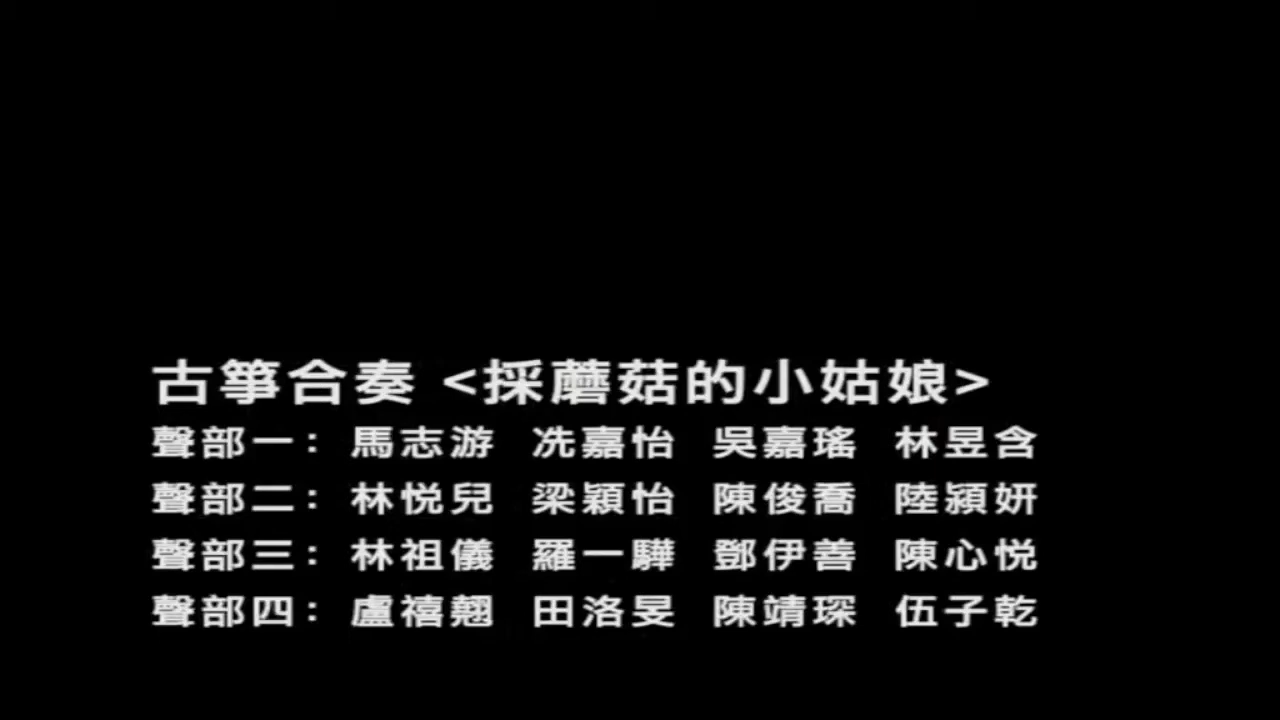 古箏合奏 <採蘑菇的小姑娘>
聲部一： 馬志游 冼嘉怡 吳嘉瑤 林昱含
聲部二： 林悦兒 梁穎怡 陳俊喬 陸潁妍
聲部三： 林祖儀 羅一驊 鄧伊善 陳心悦
聲部四： 盧禧翹 田洛旻 陳靖琛 伍子乾